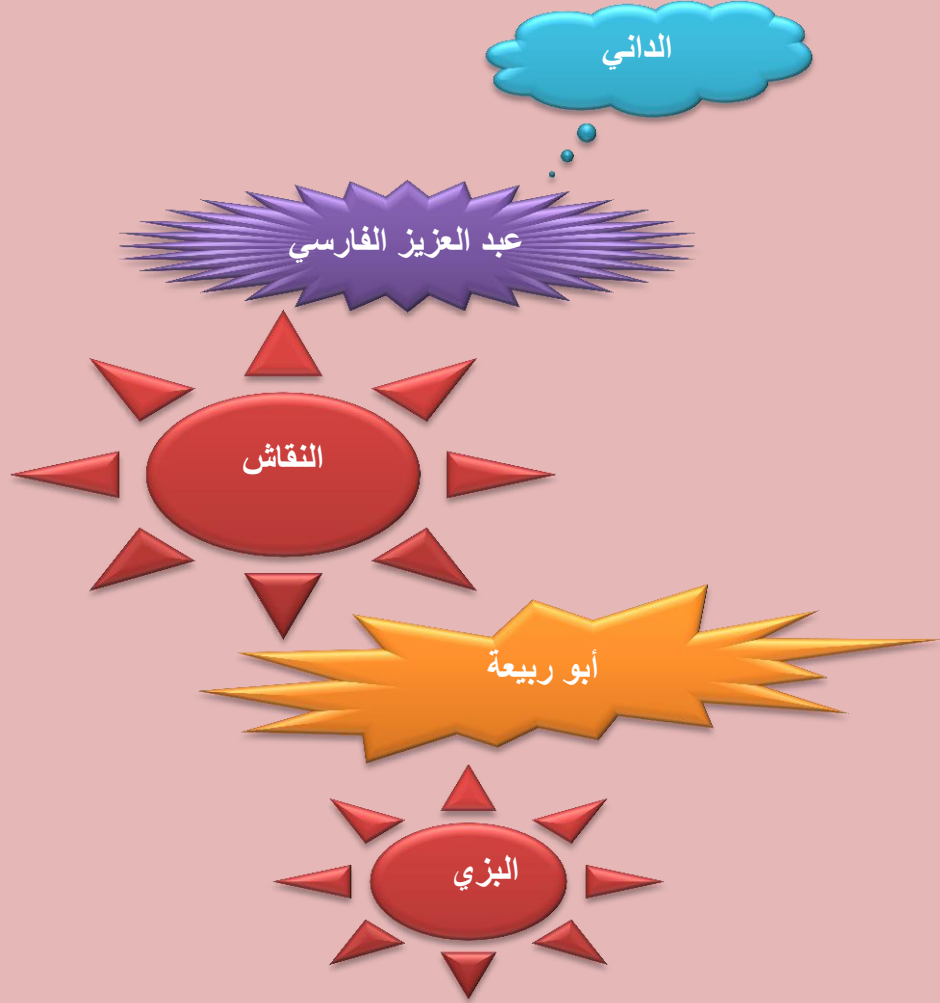 الداني
عبد العزيز الفارسي
النقاش
أبو ربيعة
البزي